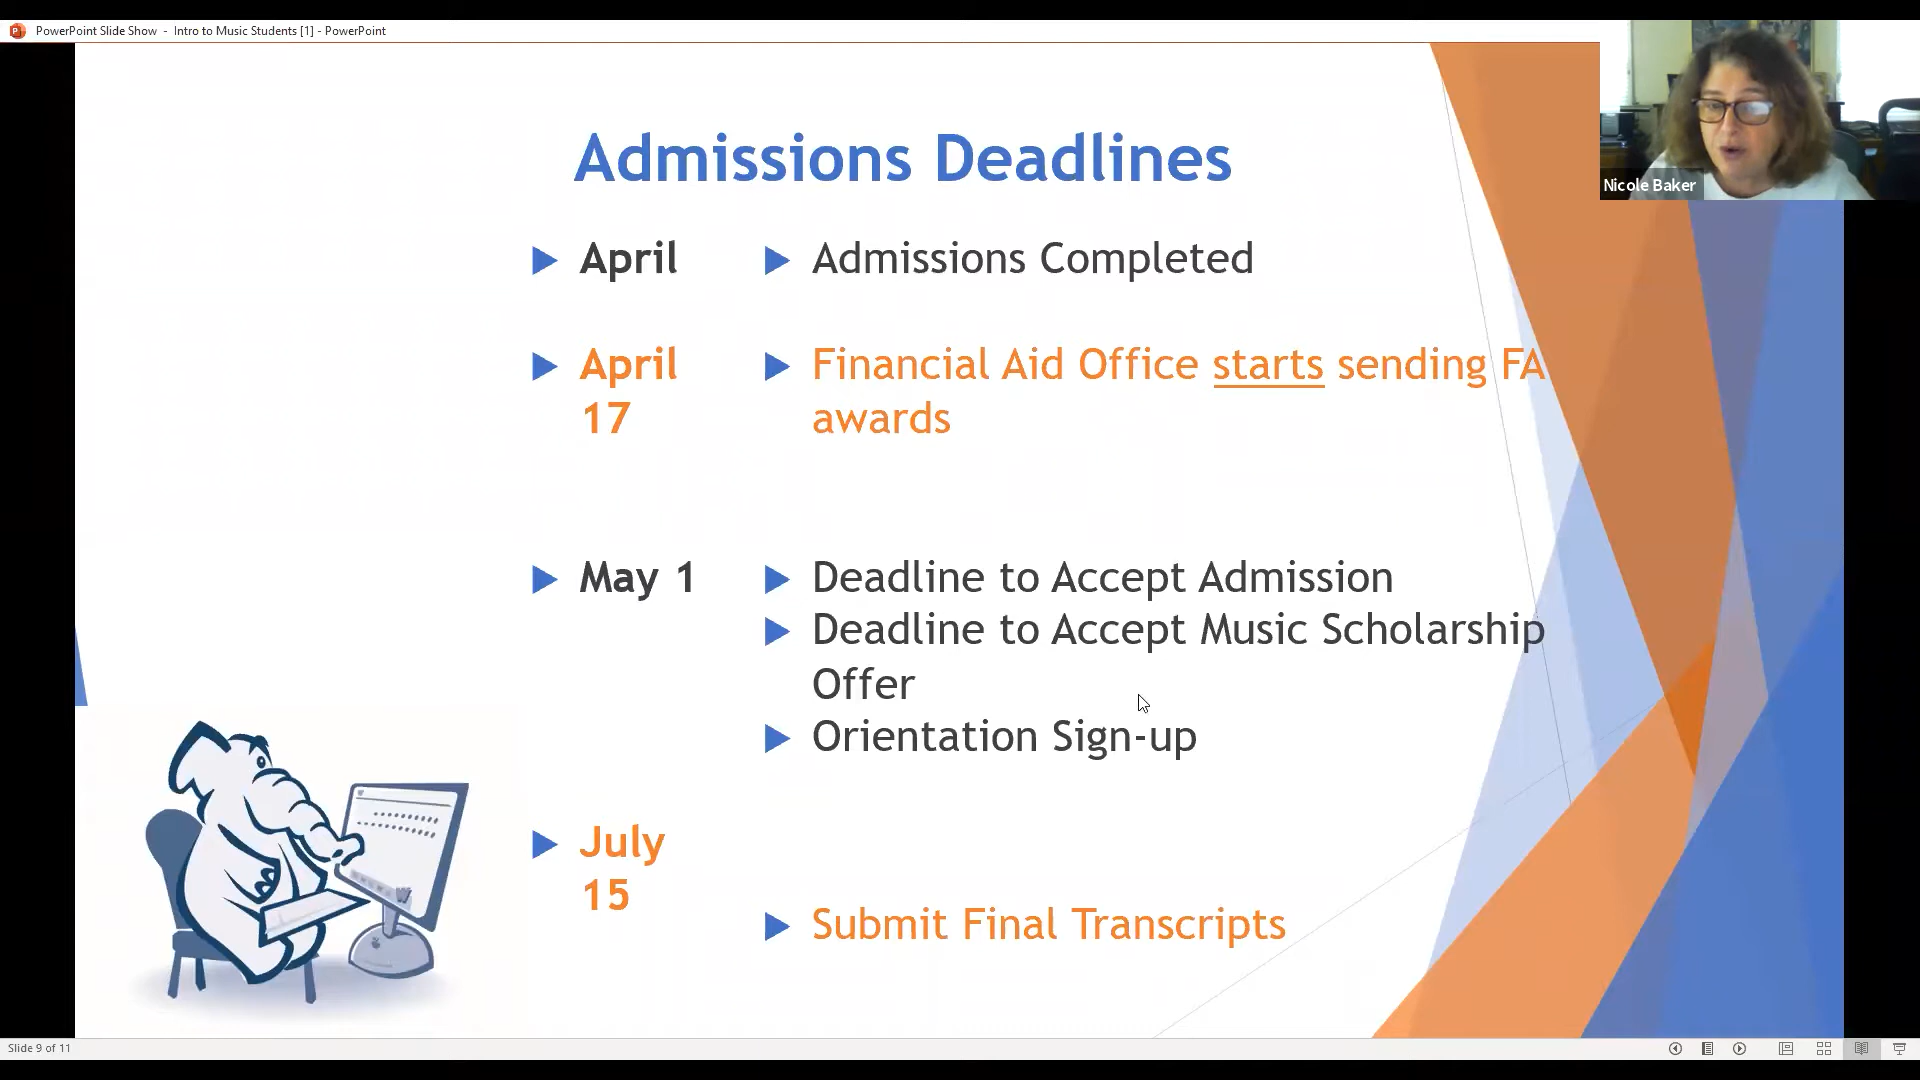 PowerPoint Slide Show - Intro to Music Students [1] - PowerPoint
Nicole Baker
Admissions Deadlines
April
Admissions Completed
April
17
Financial Aid Office starts sending FA
awards
May 1
Deadline to Accept Admission
Deadline to Accept Music Scholarship
Offer
Orientation Sign-up
July
15
Submit Final Transcripts
Slide 9 of 11